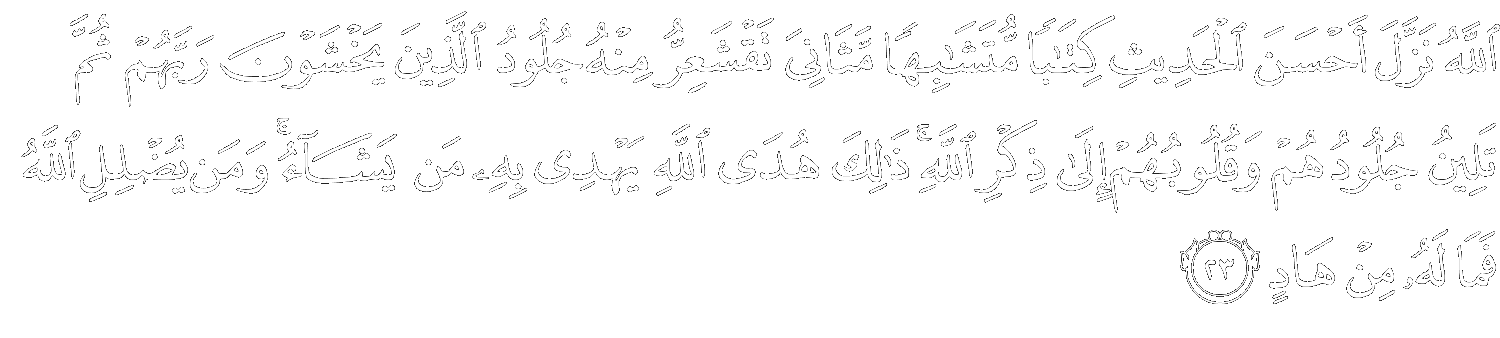 ٱللَّهُ نَزَّلَ أَحْسَنَ ٱلْحَدِيثِ كِتَٰبًا مُّتَشَٰبِهًا مَّثَانِىَ تَقْشَعِرُّ مِنْهُ جُلُودُ ٱلَّذِينَ يَخْشَوْنَ رَبَّهُمْ ثُمَّ
تَلِينُ جُلُودُهُمْ وَقُلُوبُهُمْ إِلَىٰ ذِكْرِ ٱللَّهِ ۚ ذَٰلِكَ هُدَى ٱللَّهِ يَهْدِى بِهِۦ مَن يَشَآءُ ۚ وَمَن يُضْلِلِ ٱللَّهُ
فَمَا لَهُۥ مِنْ هَادٍ ٢٣